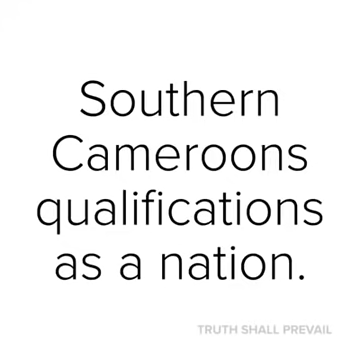 Southern
Cameroons
qualifications
as a nation.
TRUTH SHALL PREVAIL